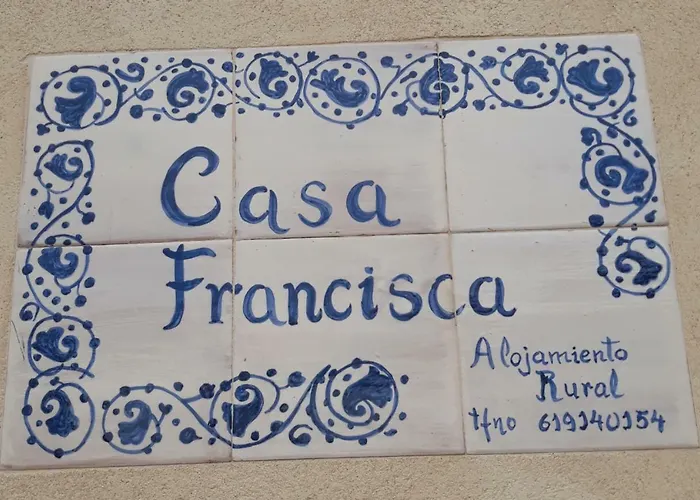 Casa
Francisca
Alojamiento
Rural
tfno 619140154